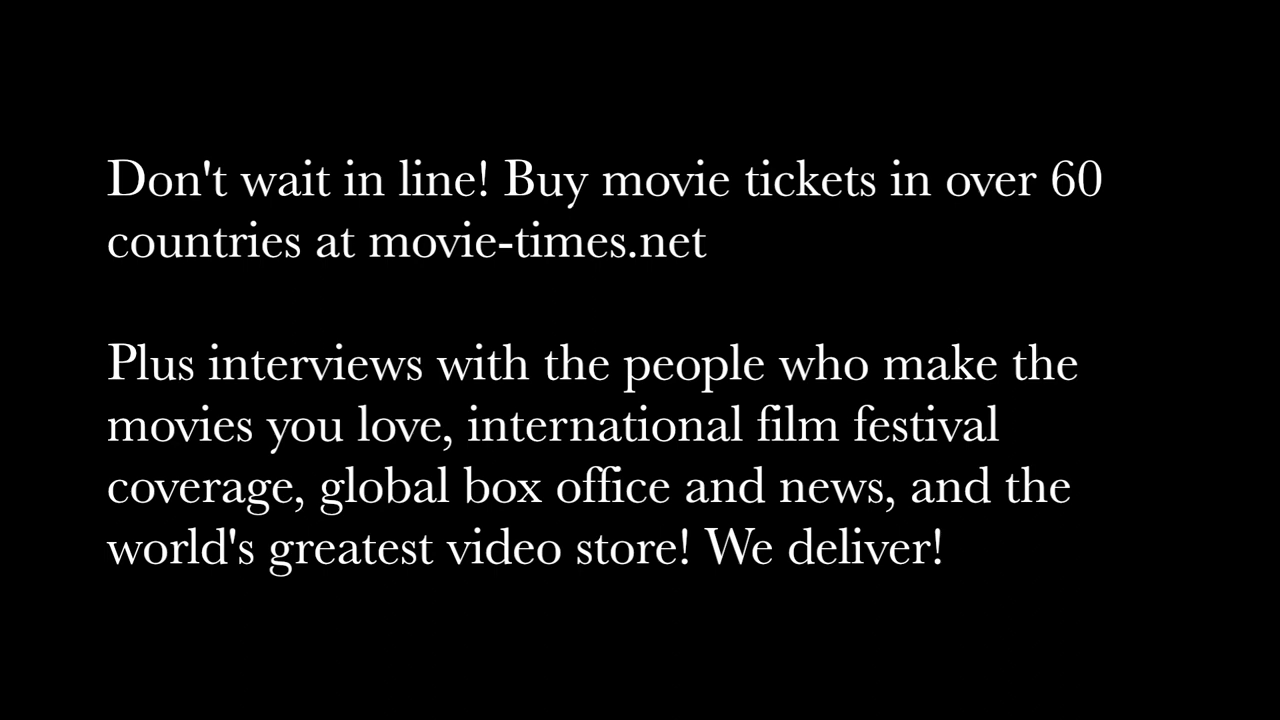 Don't wait in line! Buy movie tickets in over 60
countries at movie-times.net
Plus interviews with the people who make the
movies you love, international film festival
coverage, global box office and news, and the
world's greatest video store! We deliver!